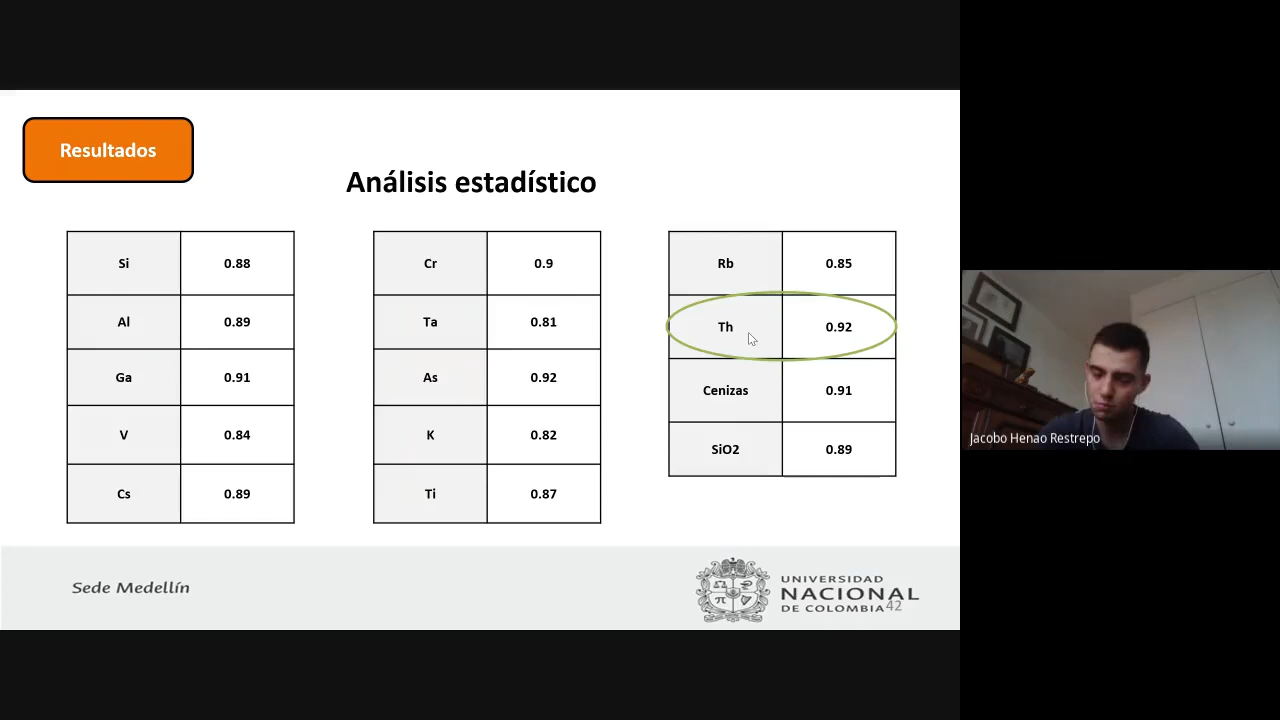 Resultados
Análisis estadístico
Si 0.88
Al 0.89
Ga 0.91
V 0.84
Cs 0.89
Cr 0.9
Ta 0.81
As 0.92
K 0.82
Ti 0.87
Rb 0.85
Th 0.92
Cenizas 0.91
SiO2 0.89
Sede Medellín
UNIVERSIDAD
NACIONAL
DE COLOMBIA
42
Jacobo Henao Restrepo